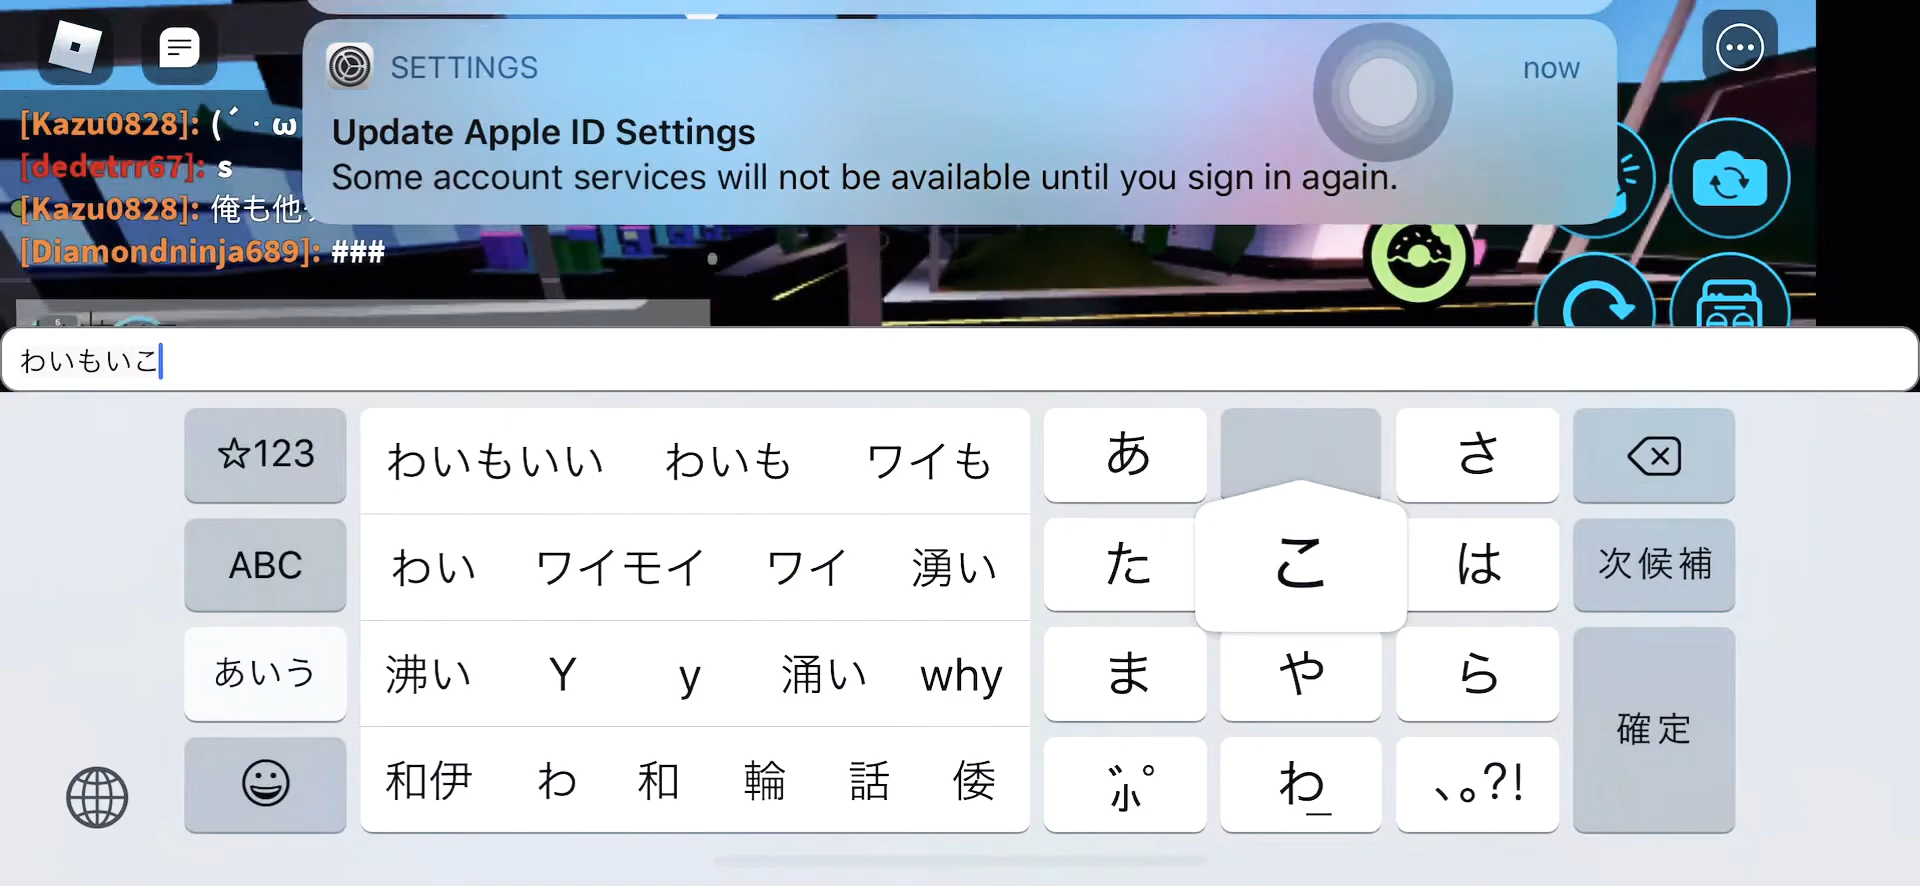 SETTINGS
now
Update Apple ID Settings
Some account services will not be available until you sign in again.
[Kazu0828]: (´・ω
[dedetrr67]: s
[Kazu0828]: 俺も他
[Diamondninja689]: ###
6
わいもいこ
☆123
わいもいい わいも ワイも
あ
さ
ABC
わい ワイモイ ワイ 湧い
た
こ
は
次候補
あいう
沸い Y y 涌い why
ま
や
ら
確定
和伊 わ 和 輪 話 倭
゛゜小
わ_
、。?!